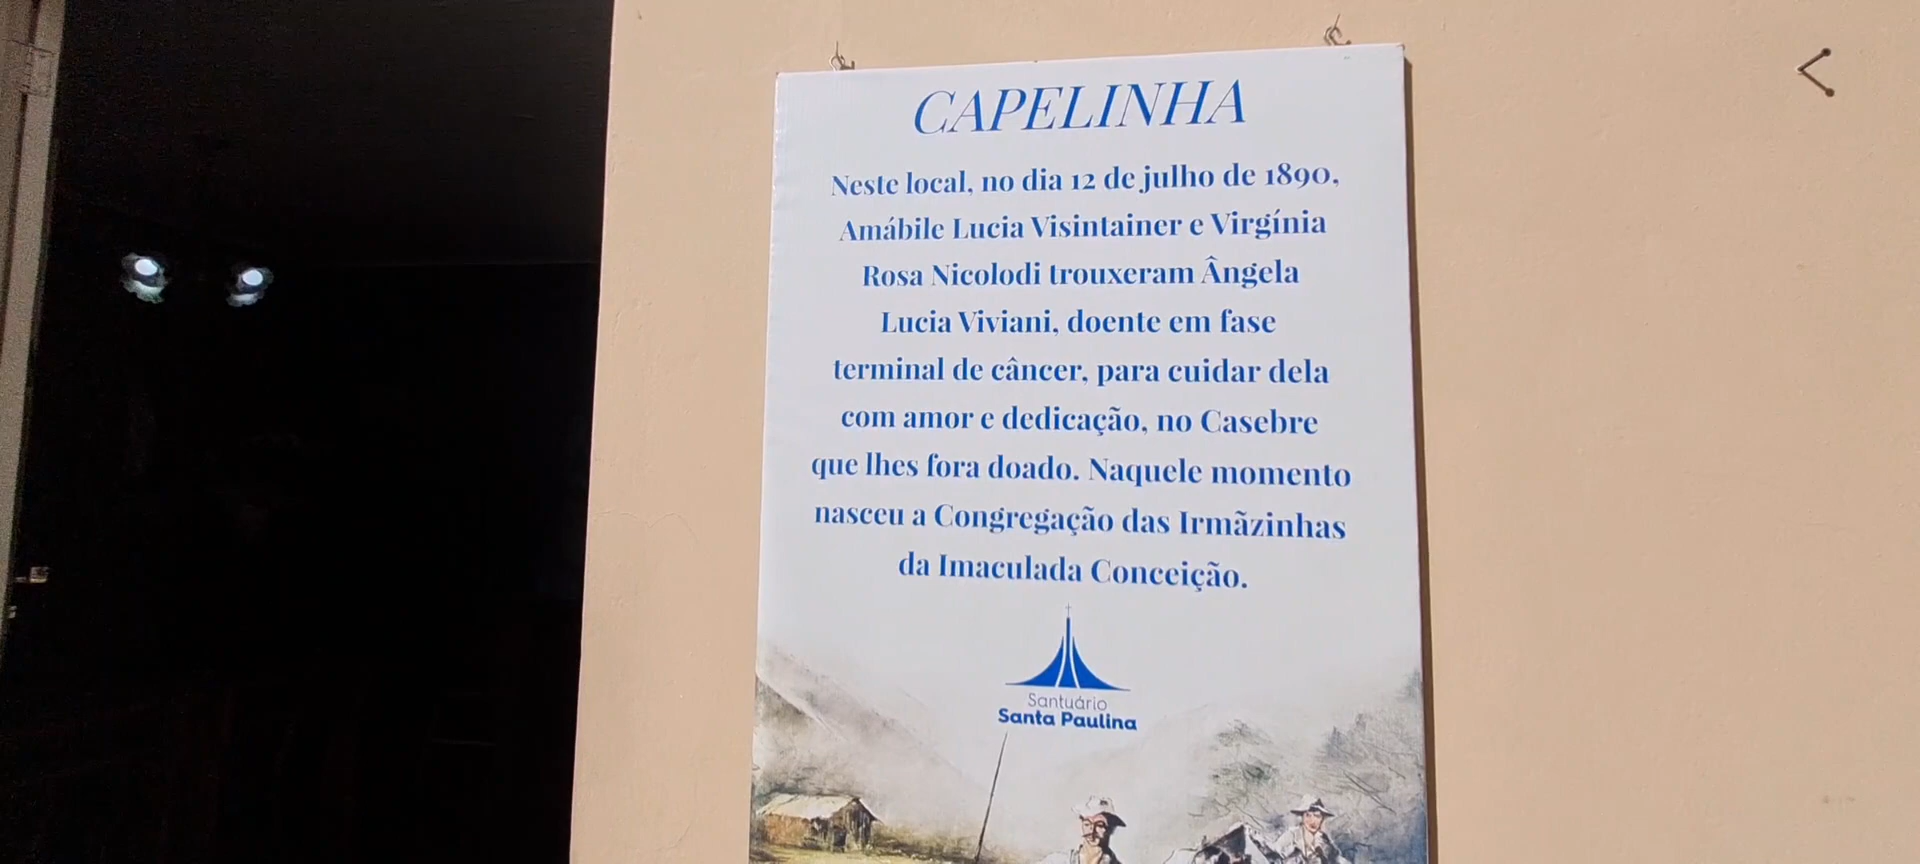 CAPELINHA
Neste local, no dia 12 de julho de 1890,
Amábile Lucia Visintainer e Virgínia
Rosa Nicolodi trouxeram Ângela
Lucia Viviani, doente em fase
terminal de câncer, para cuidar dela
com amor e dedicação, no Casebre
que lhes fora doado. Naquele momento
nasceu a Congregação das Irmãzinhas
da Imaculada Conceição.
Santuário
Santa Paulina